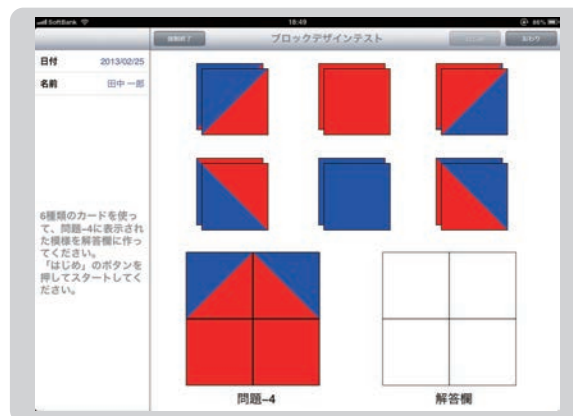 SoftBank
18:49
86%
ブロックデザインテスト
おわり
日付 2013/02/25
名前 田中 一郎
6種類のカードを使っ
て、問題-4に表示され
た模様を解答欄に作っ
てください。
「はじめ」のボタンを
押してスタートしてく
ださい。
問題-4
解答欄